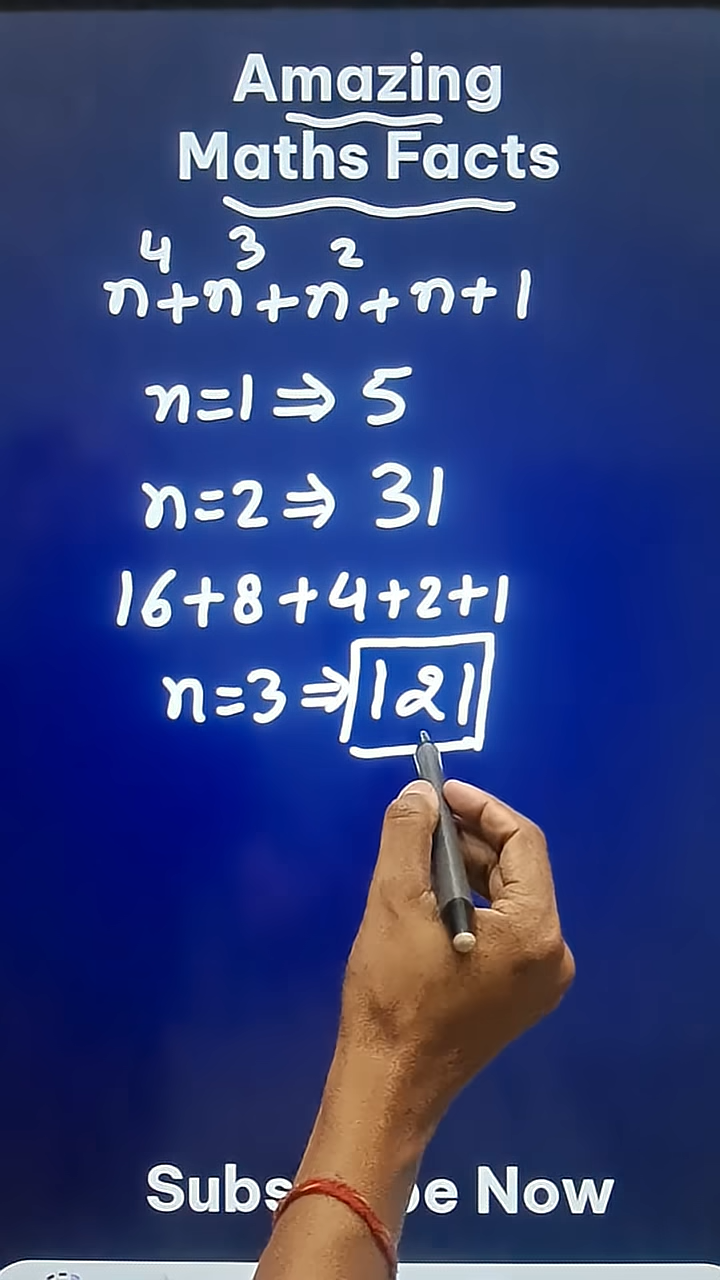 Amazing
Maths Facts
n⁴+n³+n²+n+1
n=1⇒5
n=2⇒31
16+8+4+2+1
n=3⇒121
Subs be Now